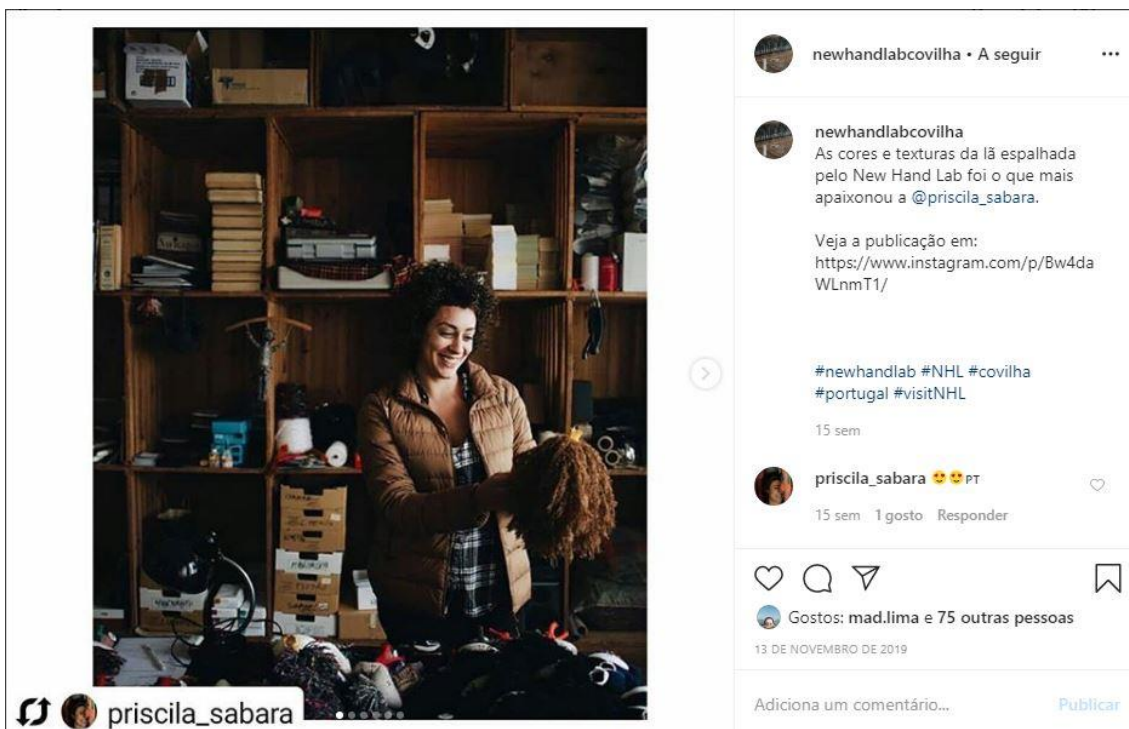 newhandlabcovilha • A seguir
newhandlabcovilha
As cores e texturas da lã espalhada
pelo New Hand Lab foi o que mais
apaixonou a @priscila_sabara.
Veja a publicação em:
https://www.instagram.com/p/Bw4da
WLnmT1/
#newhandlab #NHL #covilha
#portugal #visitNHL
15 sem
priscila_sabara 😍😍 PT
15 sem 1 gosto Responder
Gostos: mad.lima e 75 outras pessoas
13 DE NOVEMBRO DE 2019
Adiciona um comentário... Publicar
priscila_sabara